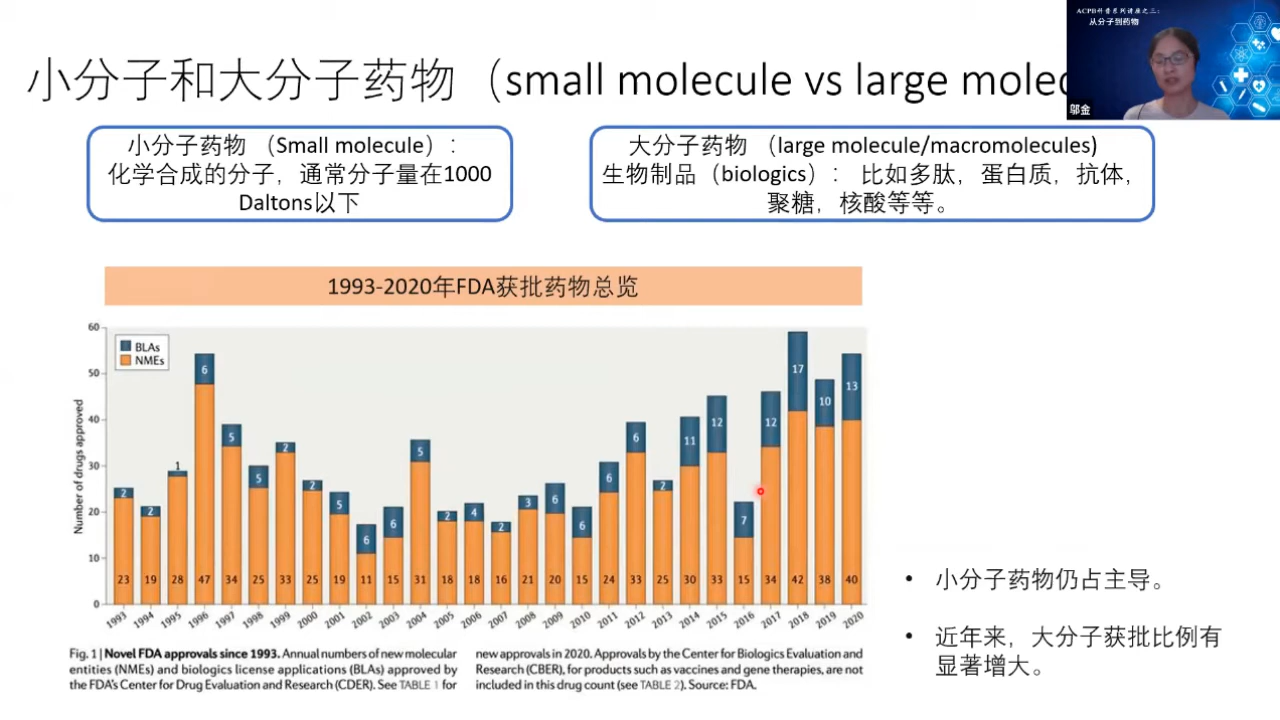 ACPB科普系列讲座之三:
从分子到药物
邬金
小分子和大分子药物（small molecule vs large molec
小分子药物 （Small molecule）：
化学合成的分子，通常分子量在1000
Daltons以下
大分子药物 （large molecule/macromolecules)
生物制品（biologics）： 比如多肽，蛋白质，抗体，
聚糖，核酸等等。
1993-2020年FDA获批药物总览
Number of drugs approved
60
50
40
30
20
10
0
BLAs
NMEs
2 2 1 6 5 5 2 2 5 6 6 5 2 4 2 3 6 6 6 6 2 11 12 7 12 17 10 13
23 19 28 47 34 25 33 25 19 11 15 31 18 18 16 21 20 15 24 33 25 30 33 15 34 42 38 40
1993 1994 1995 1996 1997 1998 1999 2000 2001 2002 2003 2004 2005 2006 2007 2008 2009 2010 2011 2012 2013 2014 2015 2016 2017 2018 2019 2020
Fig. 1 | Novel FDA approvals since 1993. Annual numbers of new molecular
entities (NMEs) and biologics license applications (BLAs) approved by
the FDA's Center for Drug Evaluation and Research (CDER). See TABLE 1 for
new approvals in 2020. Approvals by the Center for Biologics Evaluation and
Research (CBER), for products such as vaccines and gene therapies, are not
included in this drug count (see TABLE 2). Source: FDA.
• 小分子药物仍占主导。
• 近年来，大分子获批比例有
显著增大。